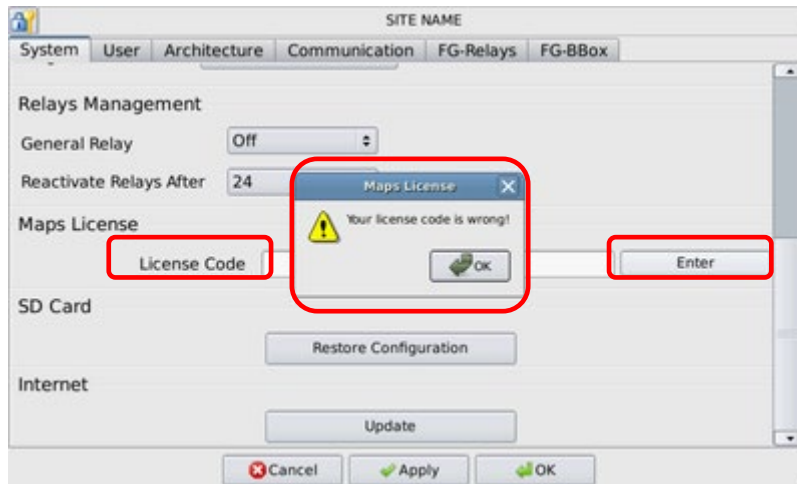 SITE NAME
System User Architecture Communication FG-Relays FG-BBox
Relays Management
General Relay Off
Reactivate Relays After 24
Maps License
Your license code is wrong!
OK
Maps License
License Code Enter
SD Card
Restore Configuration
Internet
Update
Cancel Apply OK